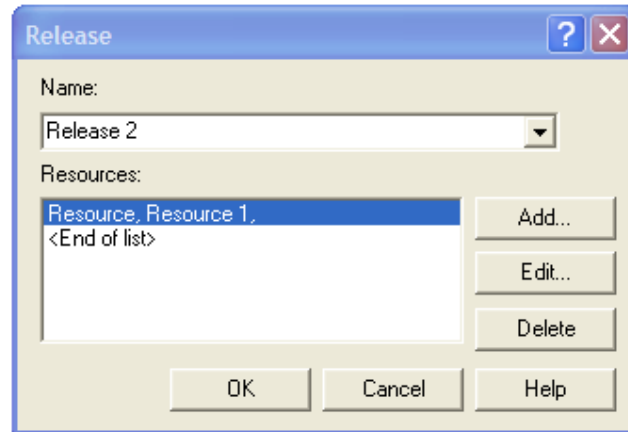 Release
?
Name:
Release 2
Resources:
Resource, Resource 1,
<End of list>
Add...
Edit...
Delete
OK
Cancel
Help